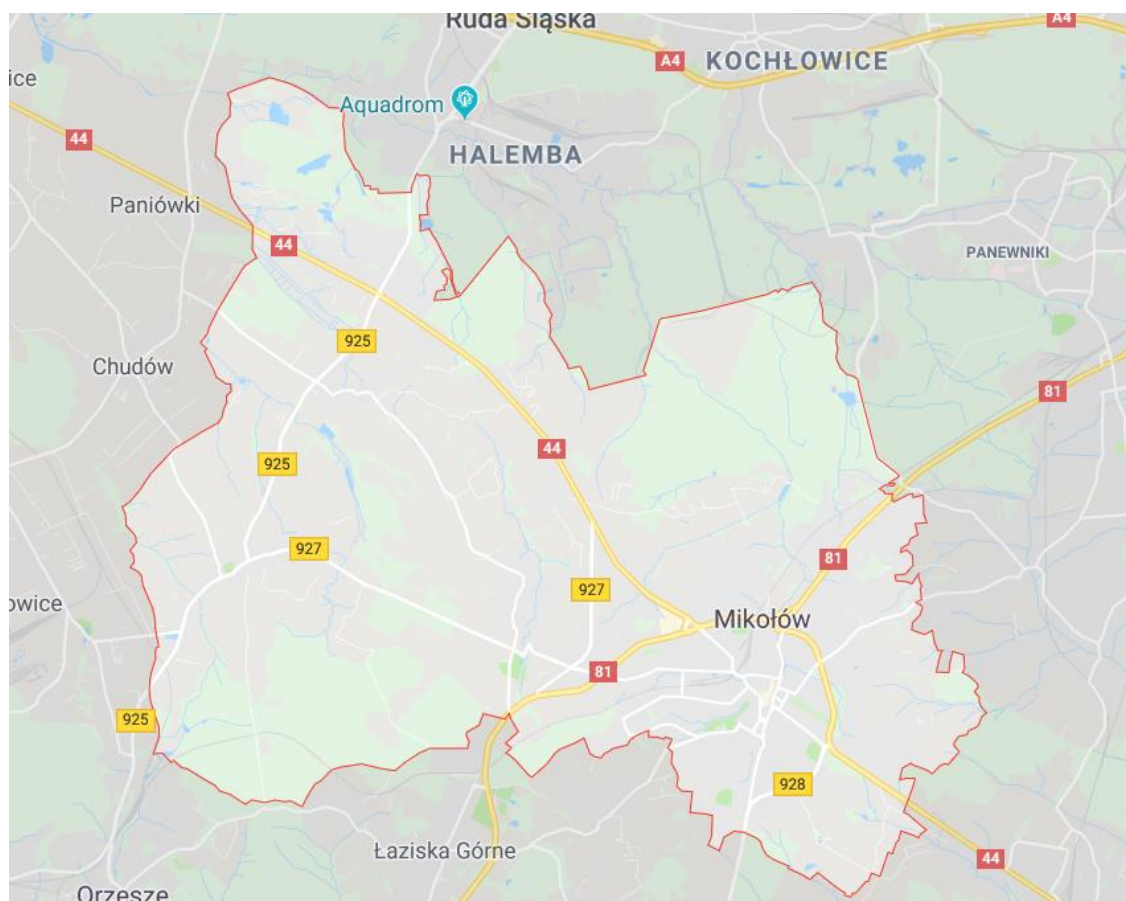 Ruda Śląska
A4
A4
KOCHŁOWICE
ice
Aquadrom
44
HALEMBA
Paniówki
44
PANEWNIKI
925
Chudów
81
44
925
927
81
927
owice
Mikołów
81
925
928
Łaziska Górne
44
Orzesze